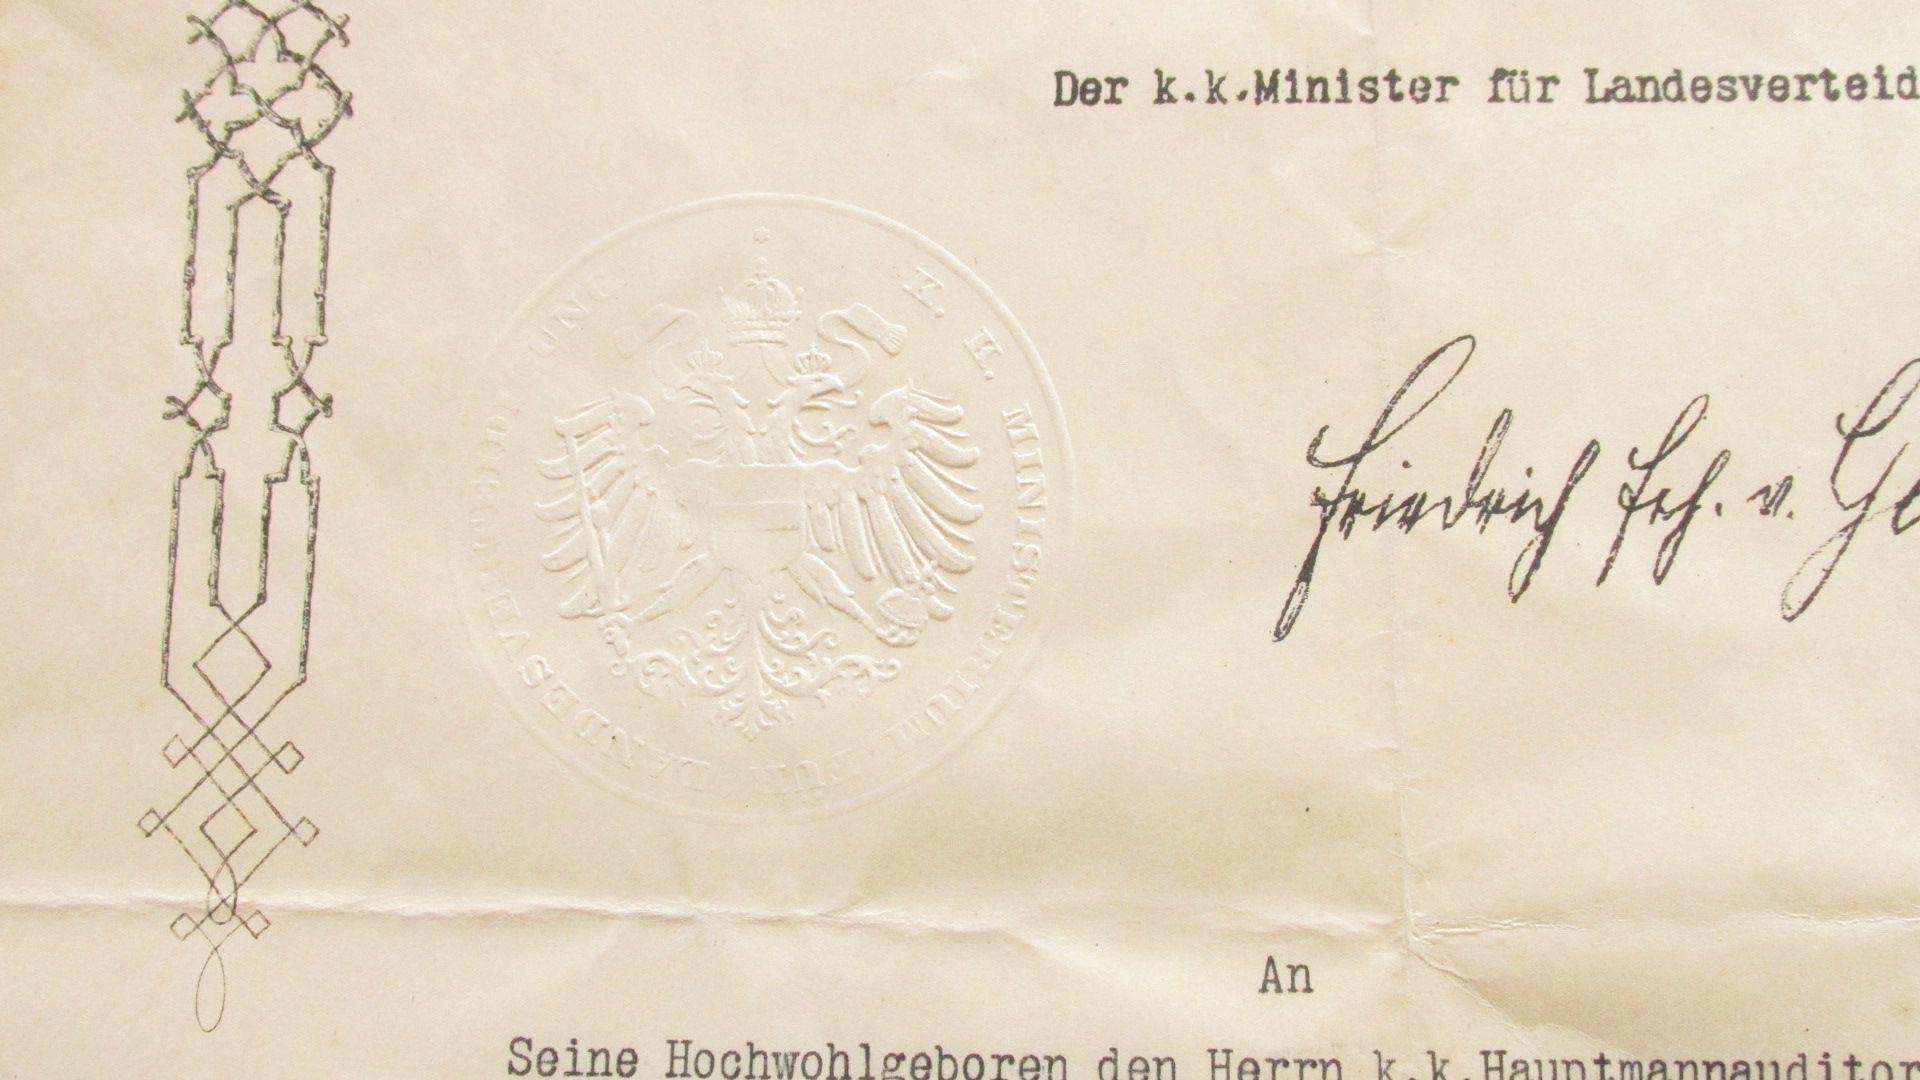 Der k.k.Minister für Landesverteid
K. K. MINISTERIUM FÜR LANDESVERTEIDIGUNG
Friedrich Frh. v. Ge
An
Seine Hochwohlgeboren den Herrn k.k.Hauptmannauditor